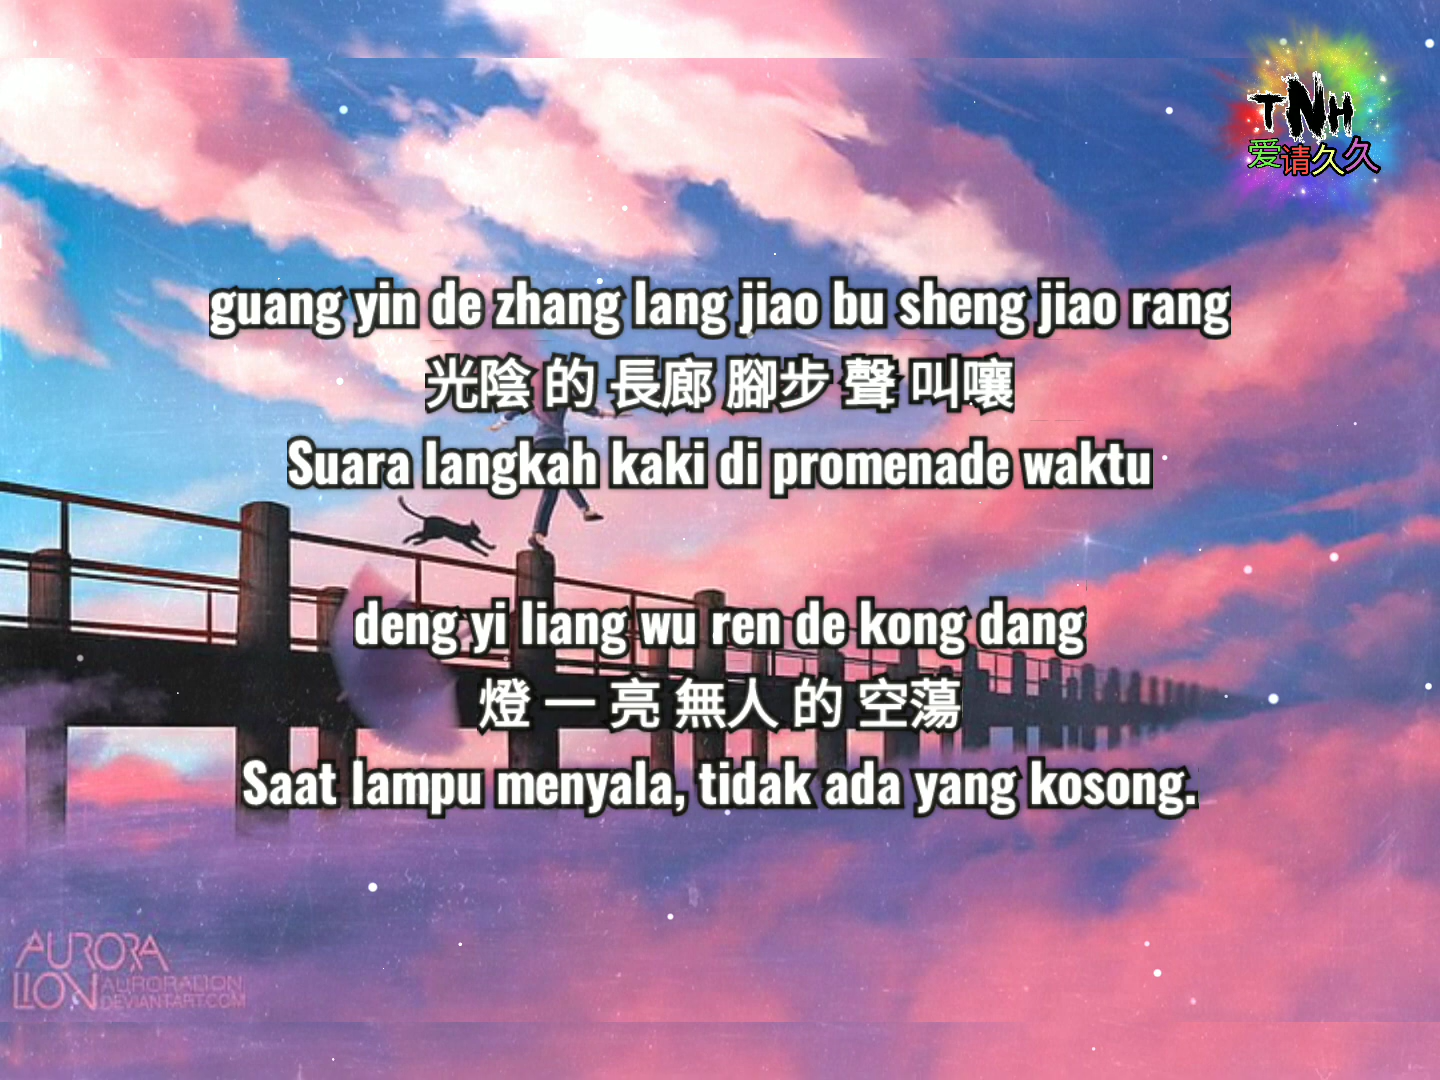 TNH
爱请久久
guang yin de zhang lang jiao bu sheng jiao rang
光陰 的 長廊 腳步 聲 叫嚷
Suara langkah kaki di promenade waktu
deng yi liang wu ren de kong dang
燈 一 亮 無人 的 空蕩
Saat lampu menyala, tidak ada yang kosong.
AURORA
LION AURORALION
DEVIANTART.COM